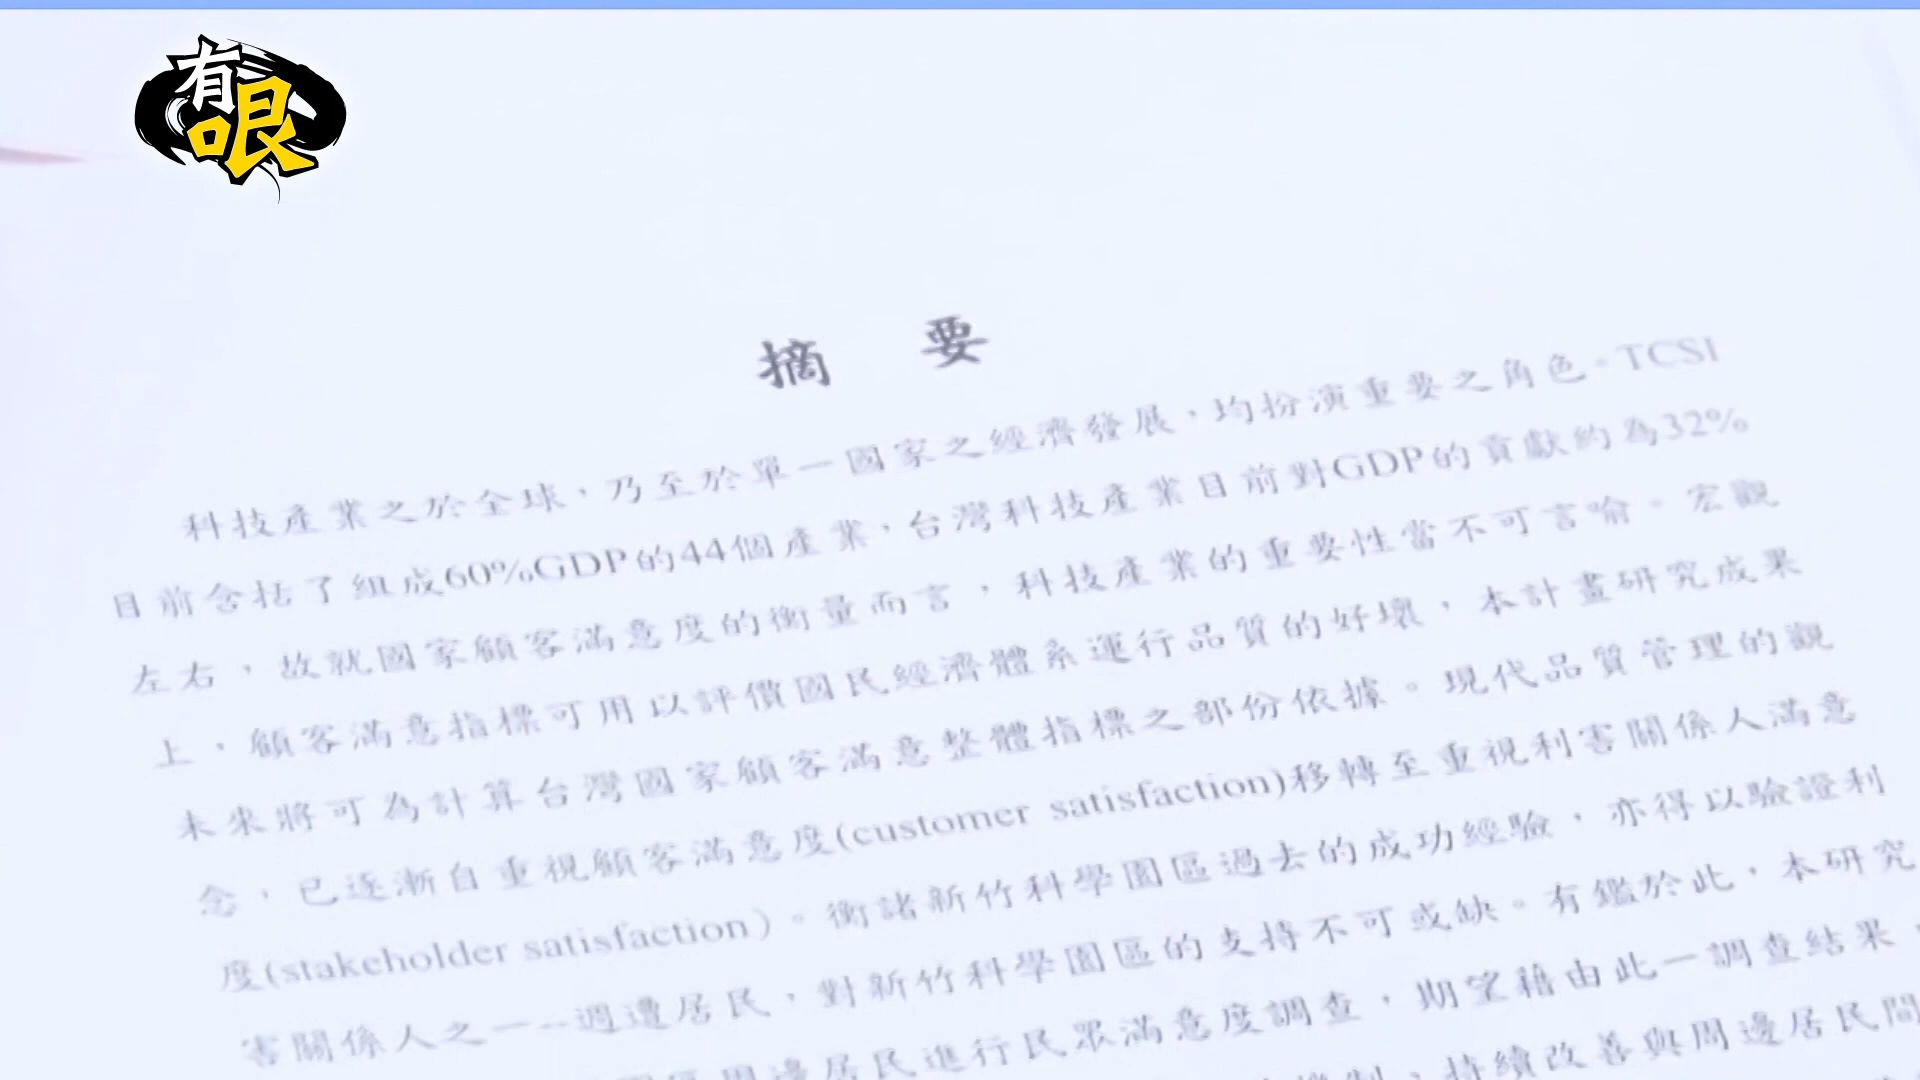 有哏
摘 要
科技產業之於全球，乃至於單一國家之經濟發展，均扮演重要之角色。TCSI
目前含括了組成60%GDP的44個產業，台灣科技產業目前對GDP的貢獻約為32%
左右，故就國家顧客滿意度的衡量而言，科技產業的重要性當不可言喻。宏觀
上，顧客滿意指標可用以評價國民經濟體系運行品質的好壞，本計畫研究成果
未來將可為計算台灣國家顧客滿意整體指標之部份依據。現代品質管理的觀
念，已逐漸自重視顧客滿意度(customer satisfaction)移轉至重視利害關係人滿意
度(stakeholder satisfaction)。衡諸新竹科學園區過去的成功經驗，亦得以驗證利
害關係人之一--週遭居民，對新竹科學園區的支持不可或缺。有鑑於此，本研究
周邊居民進行民眾滿意度調查，期望藉由此一調查結果，
機制，持續改善與周邊居民間